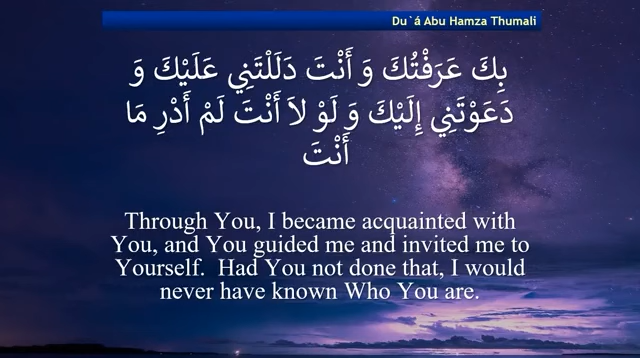 Du`á Abu Hamza Thumali
بِكَ عَرَفْتُكَ وَ أَنْتَ دَلَلْتَنِي عَلَيْكَ وَ
دَعَوْتَنِي إِلَيْكَ وَ لَوْ لاَ أَنْتَ لَمْ أَدْرِ مَا
أَنْتَ
Through You, I became acquainted with
You, and You guided me and invited me to
Yourself.  Had You not done that, I would
never have known Who You are.